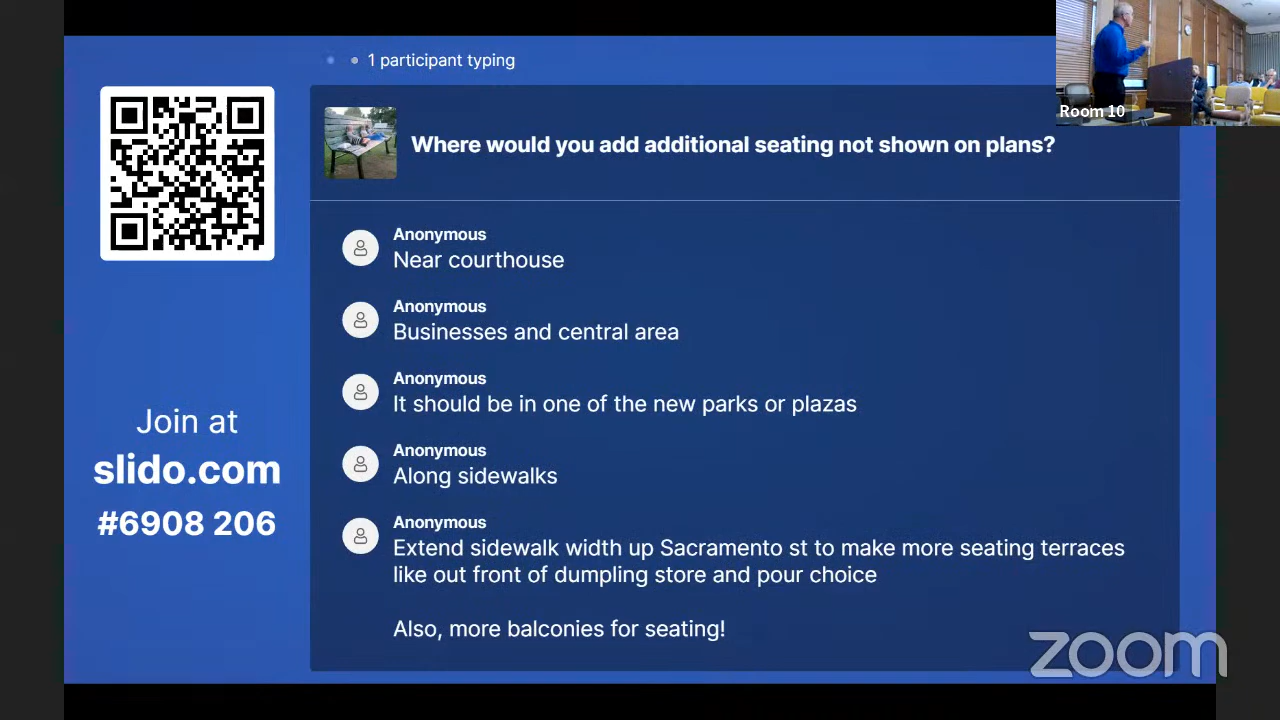 1 participant typing
Room 10
Where would you add additional seating not shown on plans?
Anonymous
Near courthouse
Anonymous
Businesses and central area
Anonymous
It should be in one of the new parks or plazas
Anonymous
Along sidewalks
Anonymous
Extend sidewalk width up Sacramento st to make more seating terraces
like out front of dumpling store and pour choice
Also, more balconies for seating!
Join at
slido.com
#6908 206
zoom